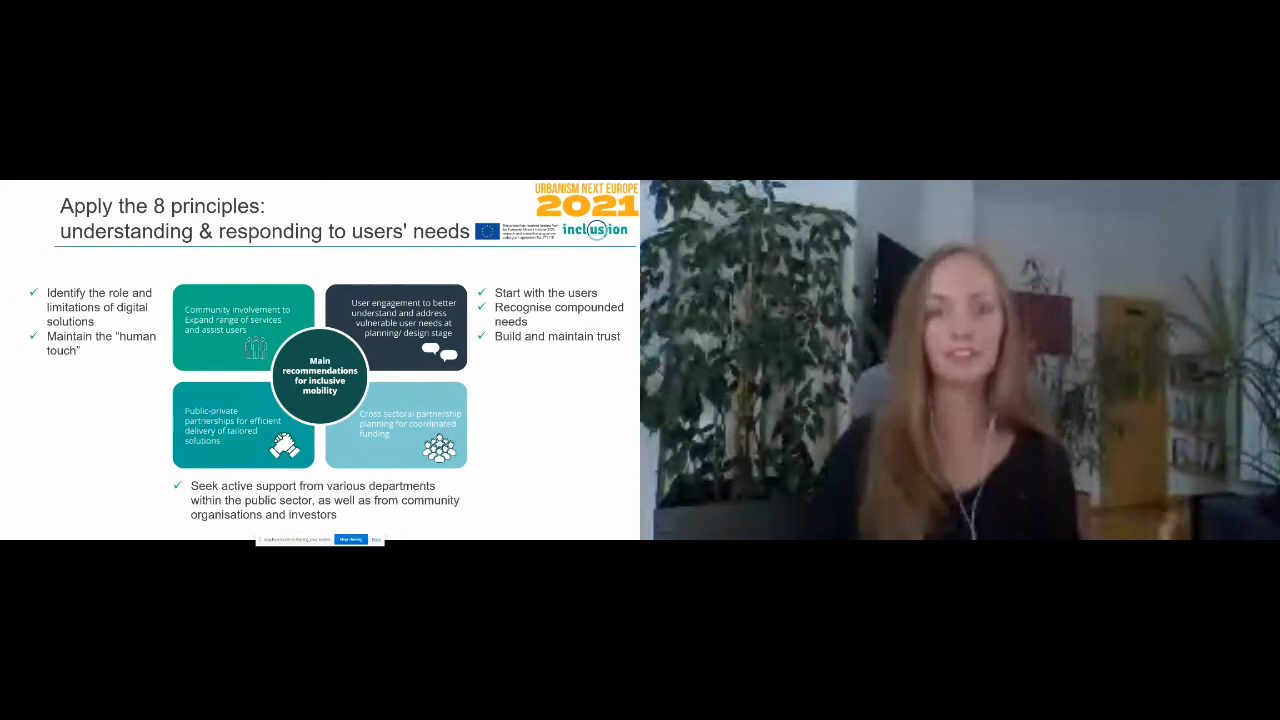 Apply the 8 principles:
understanding & responding to users' needs
URBANISM NEXT EUROPE
2021
inclusion
Identify the role and
limitations of digital
solutions
Maintain the “human
touch”
Community involvement to
Expand range of services
and assist users
User engagement to better
understand and address
vulnerable user needs at
planning/ design stage
Start with the users
Recognise compounded
needs
Build and maintain trust
Main
recommendations
for inclusive
mobility
Public-private
partnerships for efficient
delivery of tailored
solutions
Cross sectoral partnership
planning for coordinated
funding
Seek active support from various departments
within the public sector, as well as from community
organisations and investors
Stop sharing